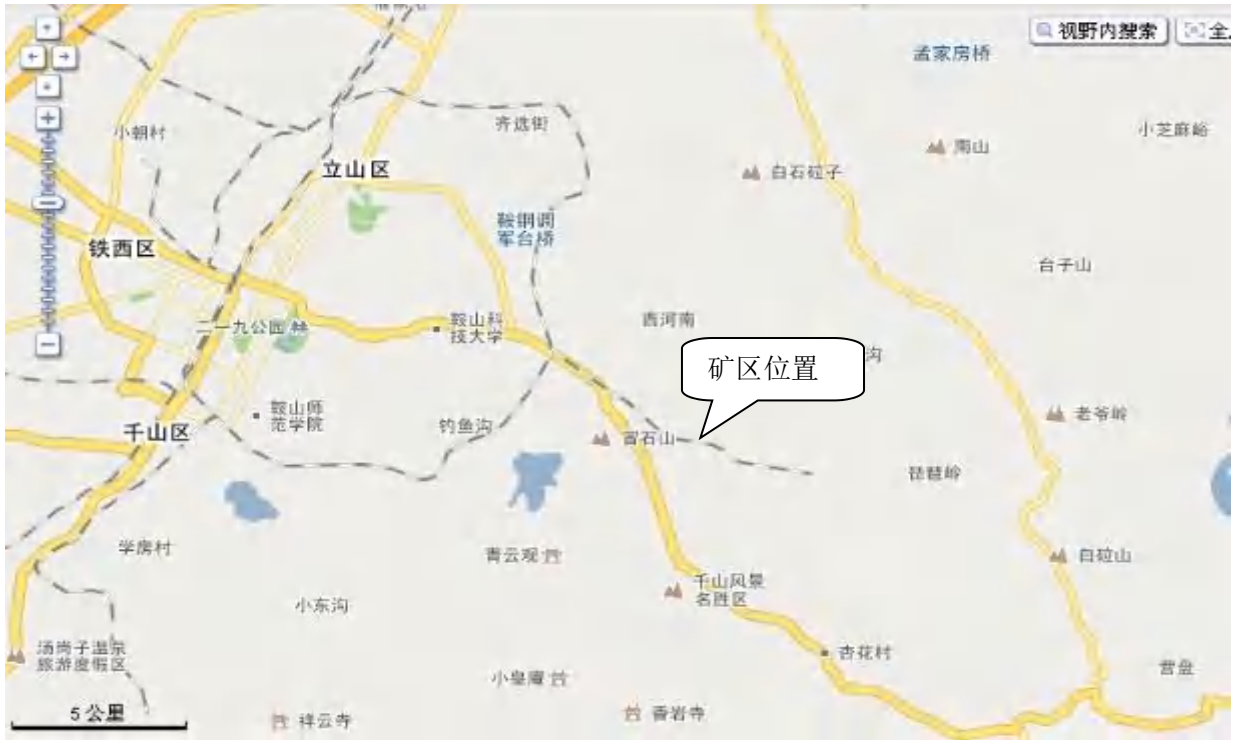 视野内搜索
全
孟家房桥
小朝村
齐选街
小芝麻峪
南山
立山区
白石砬子
鞍钢调
军台桥
铁西区
台子山
二一九公园
鞍山科
技大学
西河南
沟
矿区位置
鞍山师
范学院
千山区
钓鱼沟
老爷岭
琵琶岭
学房村
青云观
白砬山
千山风景
名胜区
小东沟
汤岗子温泉
旅游度假区
杏花村
小皇庵
营盘
5公里
祥云寺
香岩寺